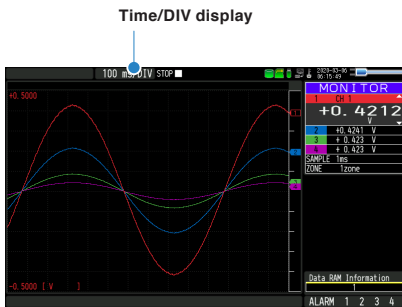 Time/DIV display
100 ms/DIV STOP
2020-03-06
06:15:49
MONITOR
1 CH 1
+0.4212
V
2 +0.4241 V
3 + 0.423 V
4 + 0.423 V
SAMPLE 1ms
ZONE 1zone
+0.5000
-0.5000 [ V ]
Data RAM Information
1
ALARM 1 2 3 4